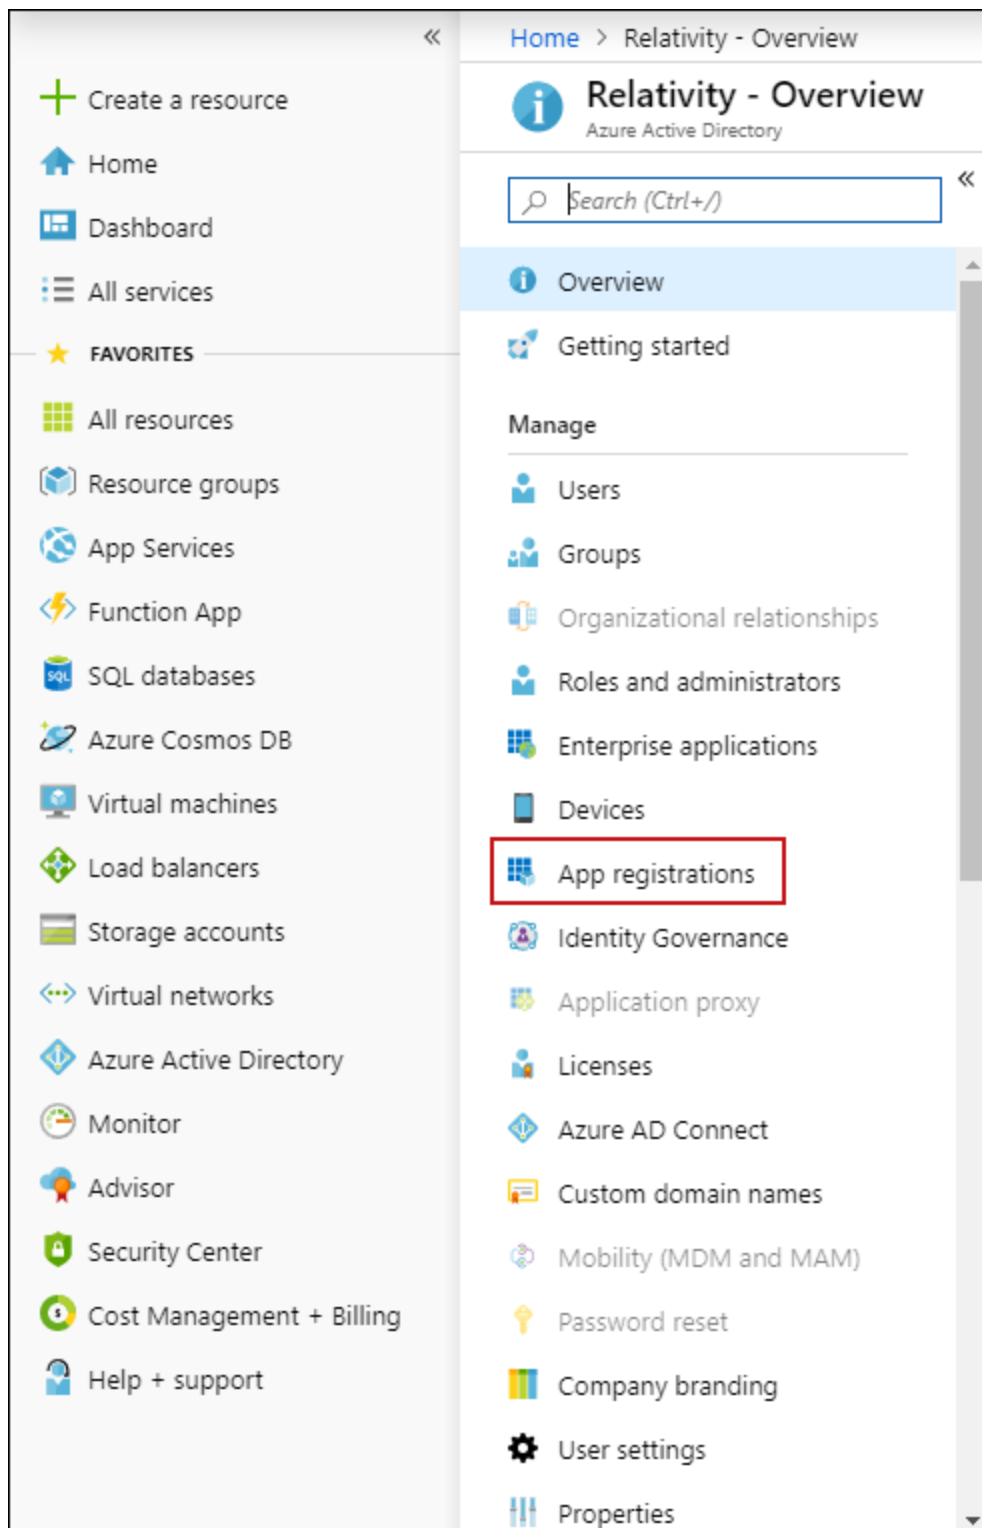 Create a resource
Home
Dashboard
All services
FAVORITES
All resources
Resource groups
App Services
Function App
SQL
SQL databases
Azure Cosmos DB
Virtual machines
Load balancers
Storage accounts
Virtual networks
Azure Active Directory
Monitor
Advisor
Security Center
$
Cost Management + Billing
Help + support
Home > Relativity - Overview
Relativity - Overview
Azure Active Directory
Search (Ctrl+/)
Overview
Getting started
Manage
Users
Groups
Organizational relationships
Roles and administrators
Enterprise applications
Devices
App registrations
Identity Governance
Application proxy
Licenses
Azure AD Connect
Custom domain names
Mobility (MDM and MAM)
Password reset
Company branding
User settings
Properties